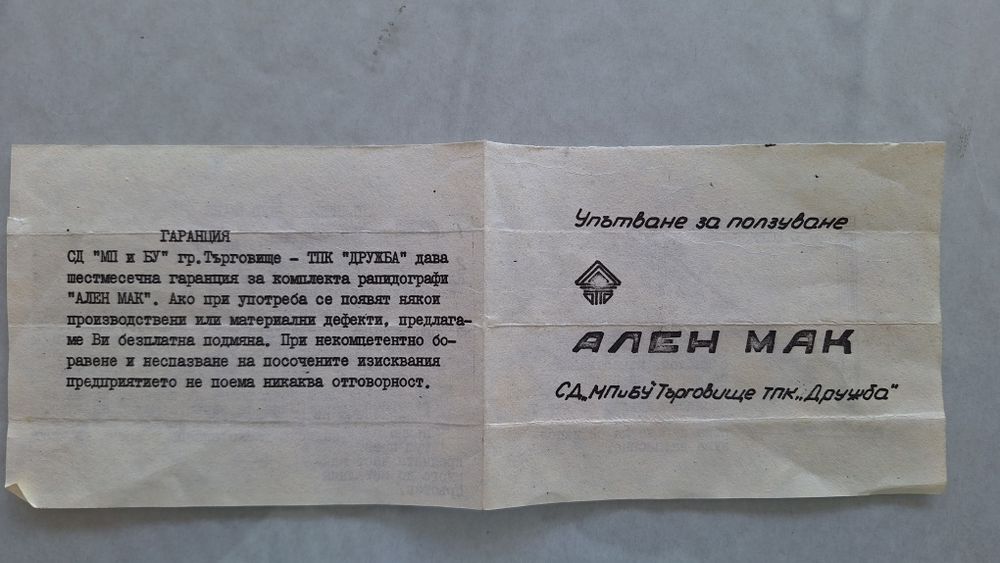 ГАРАНЦИЯ
СД "МП и БУ" гр.Търговище - ТПК "ДРУЖБА" дава
шестмесечна гаранция за комплекта рапидографи
"АЛЕН МАК". Ако при употреба се появят някои
производствени или материални дефекти, предлага-
ме Ви безплатна подмяна. При некомцетентно бо-
равене и неспазване на посочените изисквания
предприятието не поема никаква отговорност.
Упътване за ползуване
АЛЕН МАК
СД„МПиБУ"Търговище ТПК„Дружба"